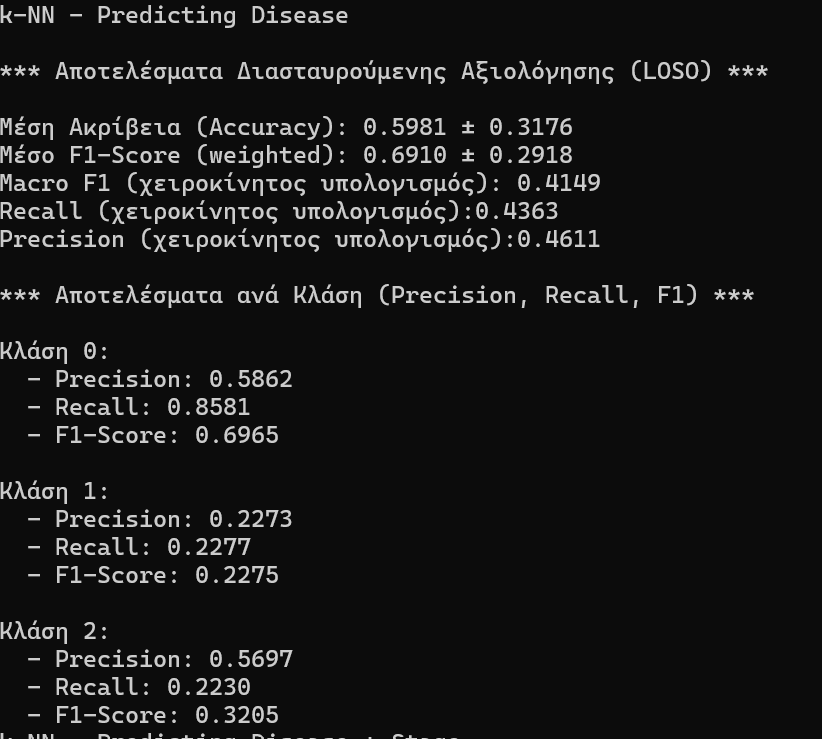 k-NN - Predicting Disease
*** Αποτελέσματα Διασταυρούμενης Αξιολόγησης (LOSO) ***
Μέση Ακρίβεια (Accuracy): 0.5981 ± 0.3176
Μέσο F1-Score (weighted): 0.6910 ± 0.2918
Macro F1 (χειροκίνητος υπολογισμός): 0.4149
Recall (χειροκίνητος υπολογισμός):0.4363
Precision (χειροκίνητος υπολογισμός):0.4611
*** Αποτελέσματα ανά Κλάση (Precision, Recall, F1) ***
Κλάση 0:
- Precision: 0.5862
- Recall: 0.8581
- F1-Score: 0.6965
Κλάση 1:
- Precision: 0.2273
- Recall: 0.2277
- F1-Score: 0.2275
Κλάση 2:
- Precision: 0.5697
- Recall: 0.2230
- F1-Score: 0.3205
k-NN - Predicting Disease + Stage